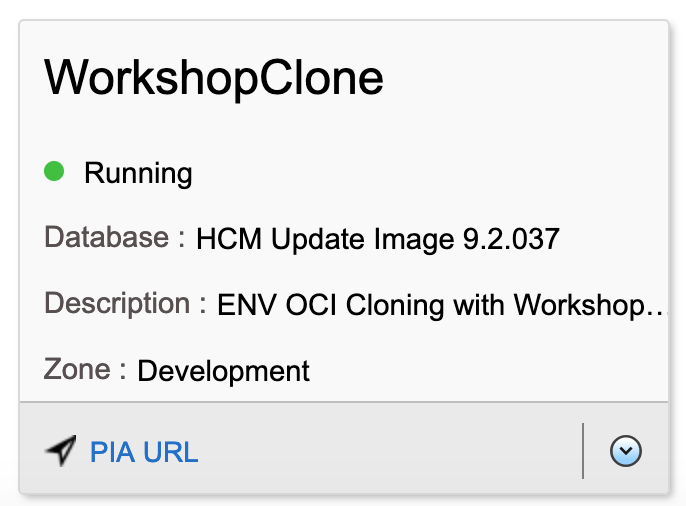 WorkshopClone
Running
Database : HCM Update Image 9.2.037
Description : ENV OCI Cloning with Workshop...
Zone : Development
PIA URL